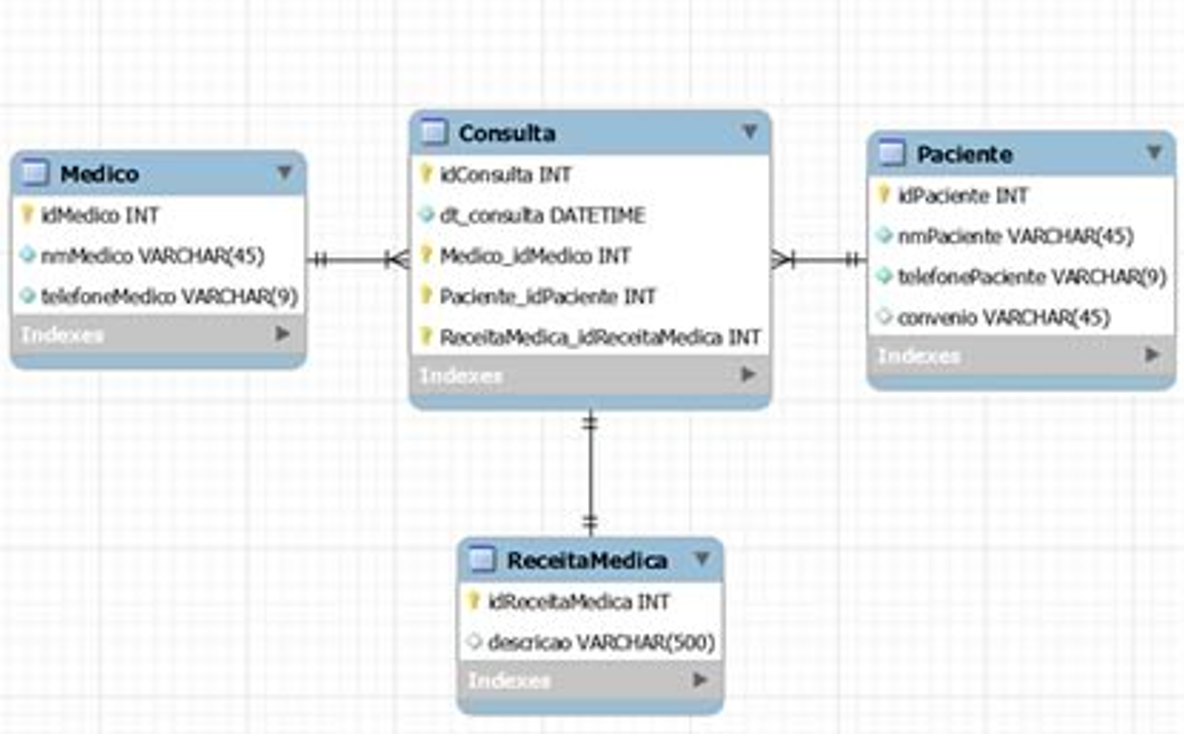 Medico
idMedico INT
nmMedico VARCHAR(45)
telefoneMedico VARCHAR(9)
Indexes
Consulta
idConsulta INT
dt_consulta DATETIME
Medico_idMedico INT
Paciente_idPaciente INT
ReceitaMedica_idReceitaMedica INT
Indexes
Paciente
idPaciente INT
nmPaciente VARCHAR(45)
telefonePaciente VARCHAR(9)
convenio VARCHAR(45)
Indexes
ReceitaMedica
idReceitaMedica INT
descricao VARCHAR(500)
Indexes